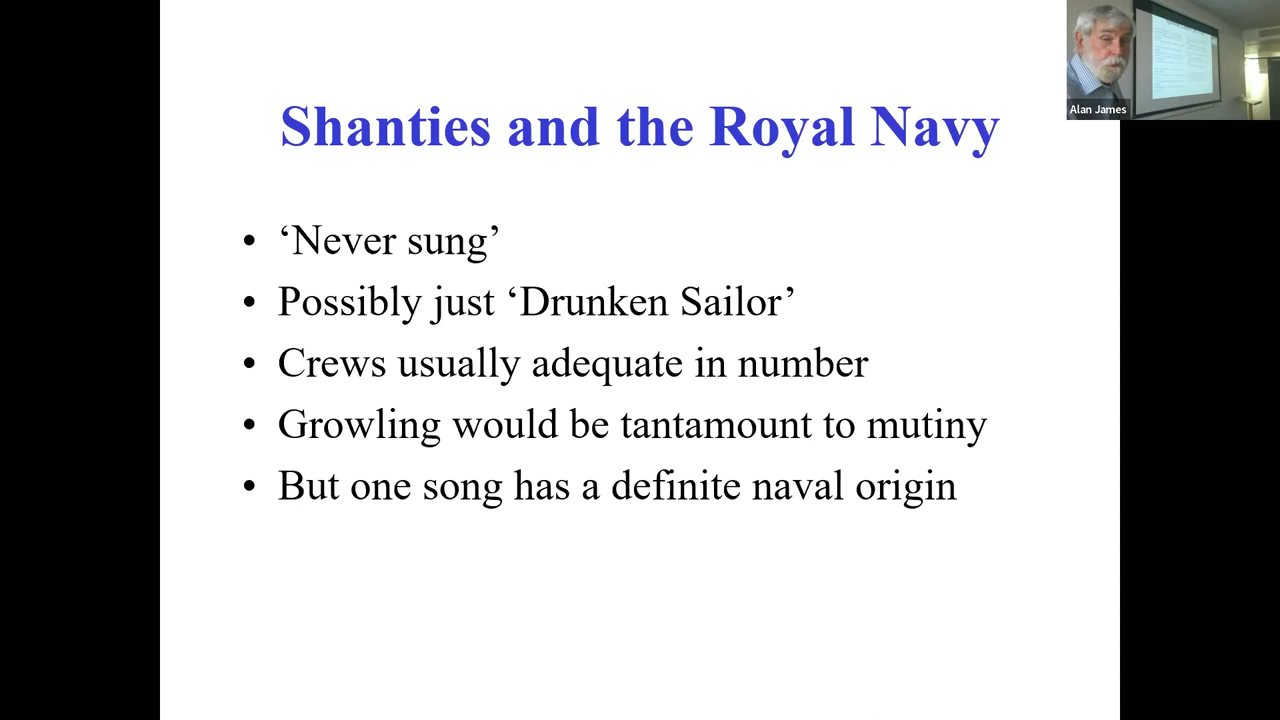 Shanties and the Royal Navy
• ‘Never sung’
• Possibly just ‘Drunken Sailor’
• Crews usually adequate in number
• Growling would be tantamount to mutiny
• But one song has a definite naval origin
Alan James